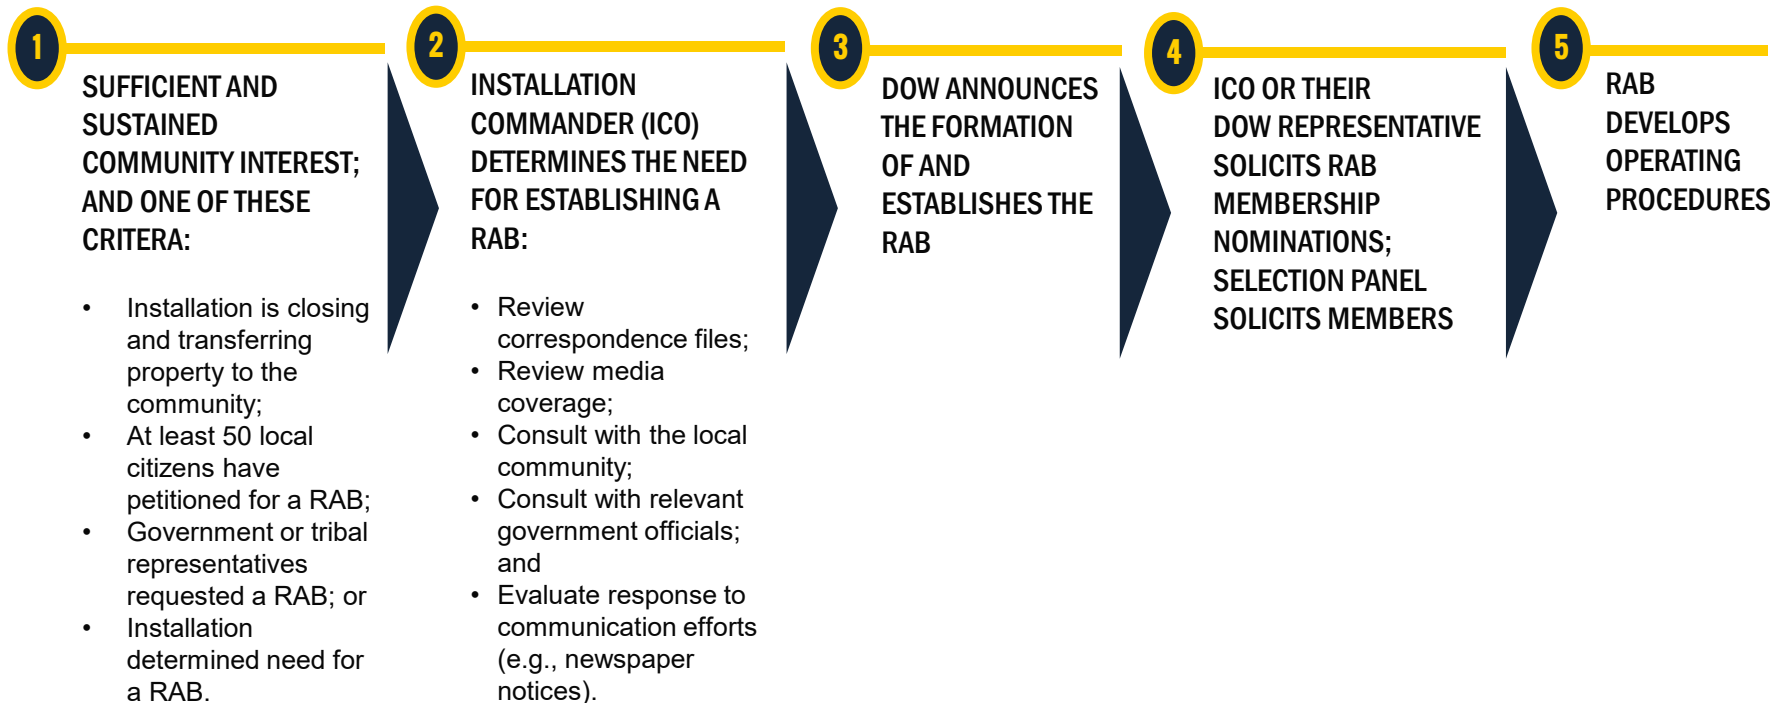 1
SUFFICIENT AND
SUSTAINED
COMMUNITY INTEREST;
AND ONE OF THESE
CRITERA:
• Installation is closing
and transferring
property to the
community;
• At least 50 local
citizens have
petitioned for a RAB;
• Government or tribal
representatives
requested a RAB; or
• Installation
determined need for
a RAB.
2
INSTALLATION
COMMANDER (ICO)
DETERMINES THE NEED
FOR ESTABLISHING A
RAB:
• Review
correspondence files;
• Review media
coverage;
• Consult with the local
community;
• Consult with relevant
government officials;
and
• Evaluate response to
communication efforts
(e.g., newspaper
notices).
3
DOW ANNOUNCES
THE FORMATION
OF AND
ESTABLISHES THE
RAB
4
ICO OR THEIR
DOW REPRESENTATIVE
SOLICITS RAB
MEMBERSHIP
NOMINATIONS;
SELECTION PANEL
SOLICITS MEMBERS
5
RAB
DEVELOPS
OPERATING
PROCEDURES